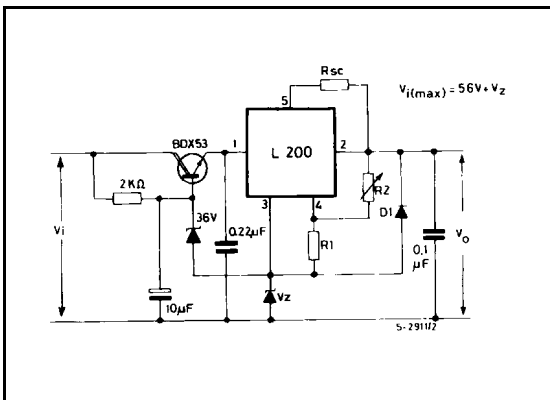 Rsc
Vi(max) = 56V + Vz
5
BDX53
1
L 200
2
2KΩ
3
4
R2
36V
D1
Vi
0.22µF
R1
0,1
µF
Vo
10µF
Vz
S-2911/2